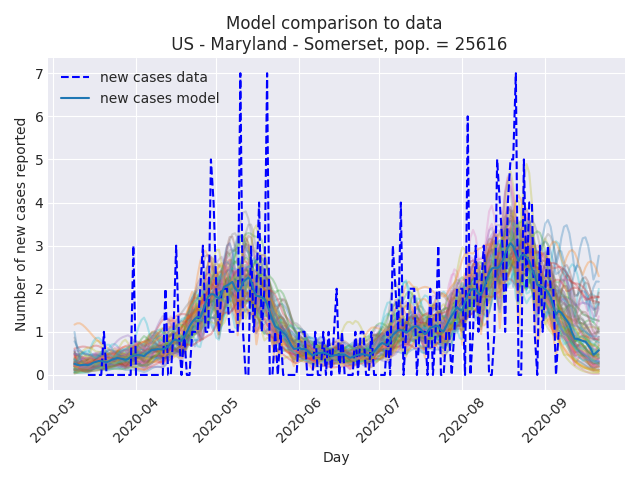 Model comparison to data
US - Maryland - Somerset, pop. = 25616
new cases data
new cases model
Number of new cases reported
7
6
5
4
3
2
1
0
2020-03
2020-04
2020-05
2020-06
2020-07
2020-08
2020-09
Day